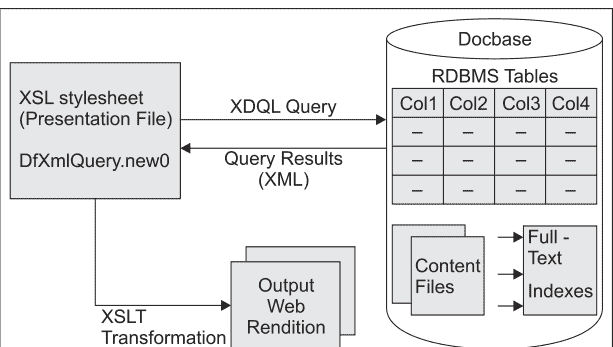 Docbase
RDBMS Tables
Col1 Col2 Col3 Col4
– – – –
– – – –
– – – –
XSL stylesheet
(Presentation File)
DfXmlQuery.new0
XDQL Query
Query Results
(XML)
Content
Files
Full -
Text
Indexes
Output
Web
Rendition
XSLT
Transformation